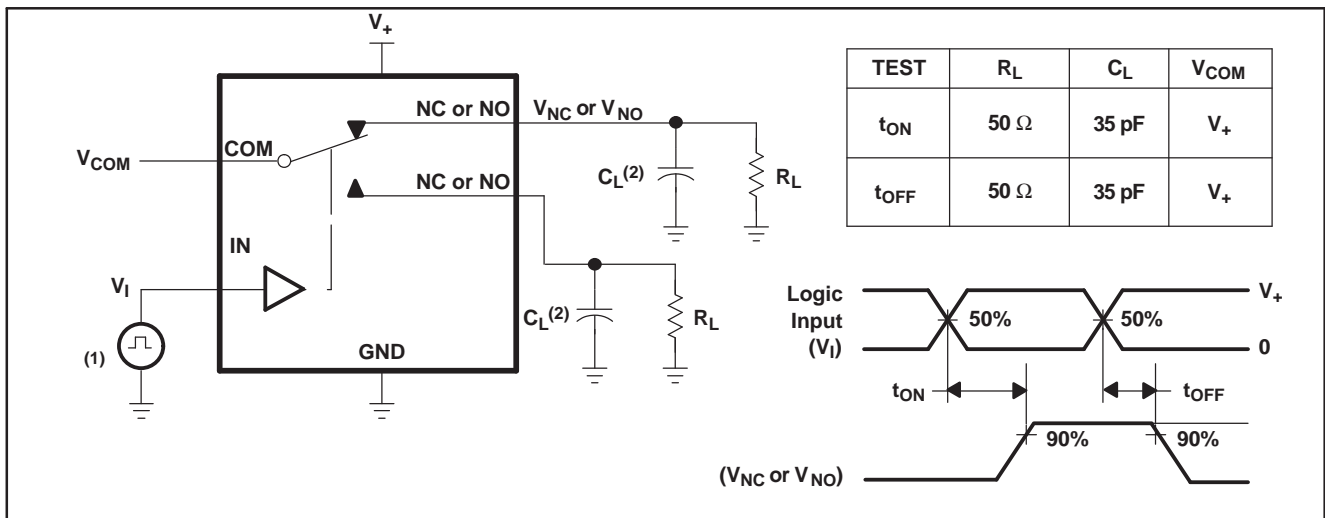 V+
NC or NO
VNC or VNO
COM
VCOM
NC or NO
CL(2)
RL
IN
VI
CL(2)
RL
(1)
GND
TEST RL CL VCOM
tON 50 Ω 35 pF V+
tOFF 50 Ω 35 pF V+
Logic
Input
(VI)
50%
50%
V+
0
tON
tOFF
90%
90%
(VNC or VNO)